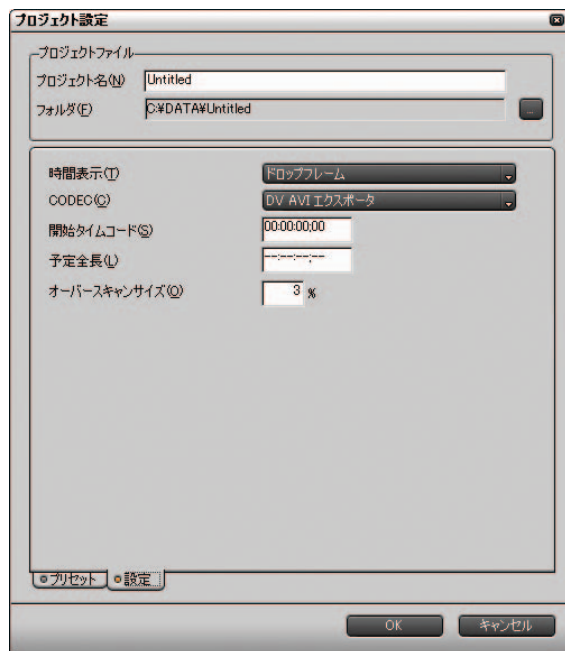 プロジェクト設定
プロジェクトファイル
プロジェクト名(N) Untitled
フォルダ(F) C:¥DATA¥Untitled ...
時間表示(T) ドロップフレーム
CODEC(C) DV AVI エクスポータ
開始タイムコード(S) 00:00:00;00
予定全長(L) --:--:--;--
オーバースキャンサイズ(O) 3 %
プリセット 設定
OK キャンセル